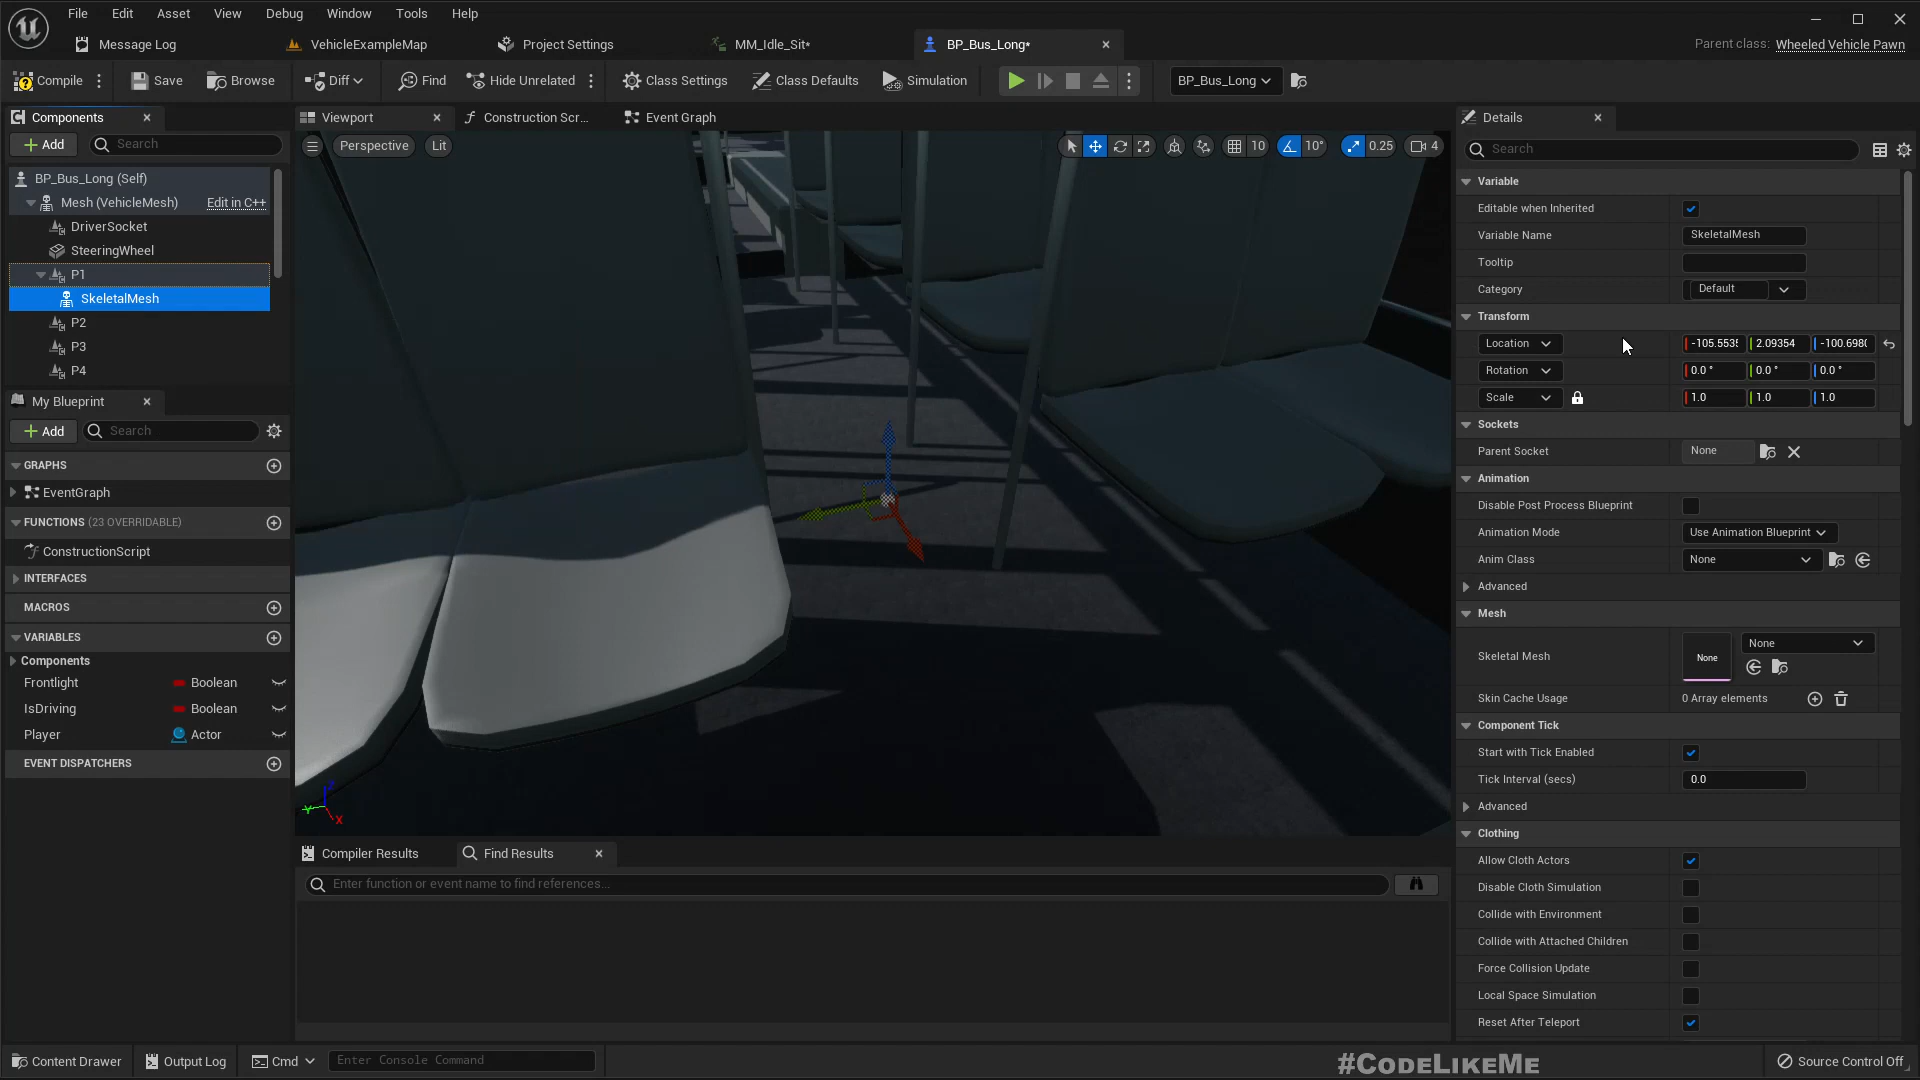 File Edit Asset View Debug Window Tools Help
Message Log VehicleExampleMap Project Settings MM_Idle_Sit* BP_Bus_Long* Parent class: Wheeled Vehicle Pawn
Compile Save Browse Diff Find Hide Unrelated Class Settings Class Defaults Simulation BP_Bus_Long
Components Viewport Construction Scr... Event Graph Details
Add Search Perspective Lit 10 10° 0.25 4 Search
BP_Bus_Long (Self)
Mesh (VehicleMesh) Edit in C++
DriverSocket
SteeringWheel
P1
SkeletalMesh
P2
P3
P4
My Blueprint
Add Search
GRAPHS
EventGraph
FUNCTIONS (23 OVERRIDABLE)
ConstructionScript
INTERFACES
MACROS
VARIABLES
Components
Frontlight Boolean
IsDriving Boolean
Player Actor
EVENT DISPATCHERS
Z
Y
X
Compiler Results Find Results
Enter function or event name to find references...
Variable
Editable when Inherited
Variable Name SkeletalMesh
Tooltip
Category Default
Transform
Location -105.5535 2.09354 -100.698
Rotation 0.0 ° 0.0 ° 0.0 °
Scale 1.0 1.0 1.0
Sockets
Parent Socket None
Animation
Disable Post Process Blueprint
Animation Mode Use Animation Blueprint
Anim Class None
Advanced
Mesh
Skeletal Mesh None None
Skin Cache Usage 0 Array elements
Component Tick
Start with Tick Enabled
Tick Interval (secs) 0.0
Advanced
Clothing
Allow Cloth Actors
Disable Cloth Simulation
Collide with Environment
Collide with Attached Children
Force Collision Update
Local Space Simulation
Reset After Teleport
Content Drawer Output Log Cmd Enter Console Command #CodeLikeMe Source Control Off